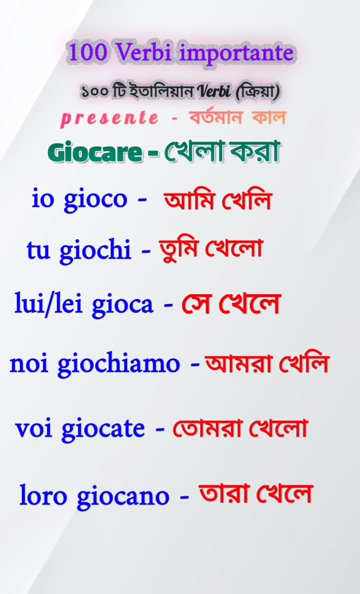 100 Verbi importante
১০০ টি ইতালিয়ান Verbi (ক্রিয়া)
presente - বর্তমান কাল
Giocare - খেলা করা
io gioco - আমি খেলি
tu giochi - তুমি খেলো
lui/lei gioca - সে খেলে
noi giochiamo - আমরা খেলি
voi giocate - তোমরা খেলো
loro giocano - তারা খেলে